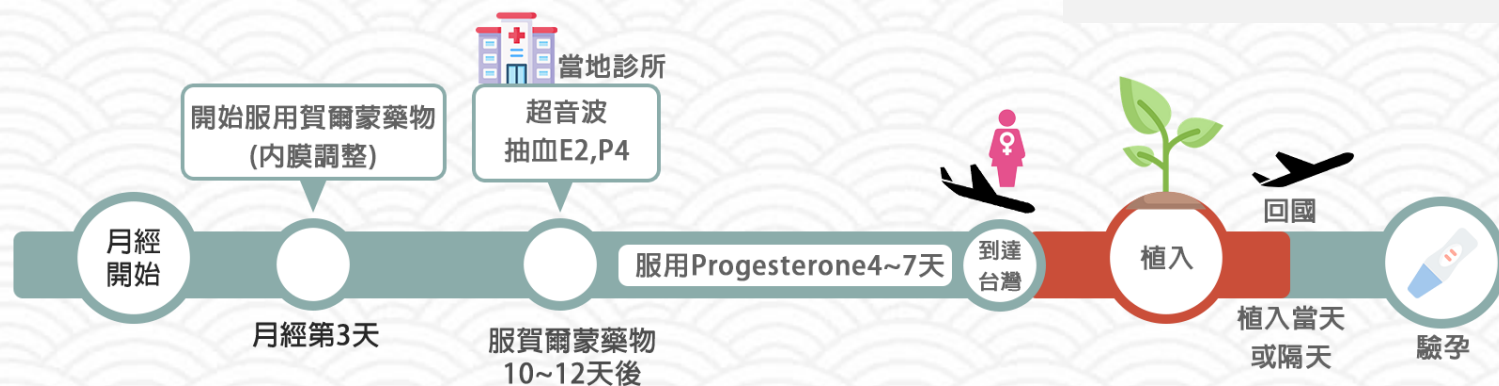 當地診所
開始服用賀爾蒙藥物
(內膜調整)
超音波
抽血E2,P4
月經
開始
月經第3天
服賀爾蒙藥物
10~12天後
服用Progesterone4~7天
到達
台灣
植入
回國
植入當天
或隔天
驗孕